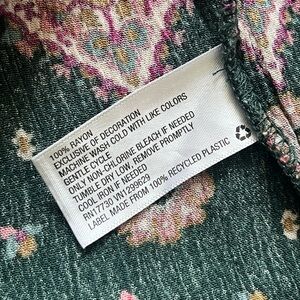 100% RAYON
EXCLUSIVE OF DECORATION
MACHINE WASH COLD WITH LIKE COLORS
GENTLE CYCLE
ONLY NON-CHLORINE BLEACH IF NEEDED
TUMBLE DRY LOW, REMOVE PROMPTLY
COOL IRON IF NEEDED
RN17730 VN1299629
LABEL MADE FROM 100% RECYCLED PLASTIC